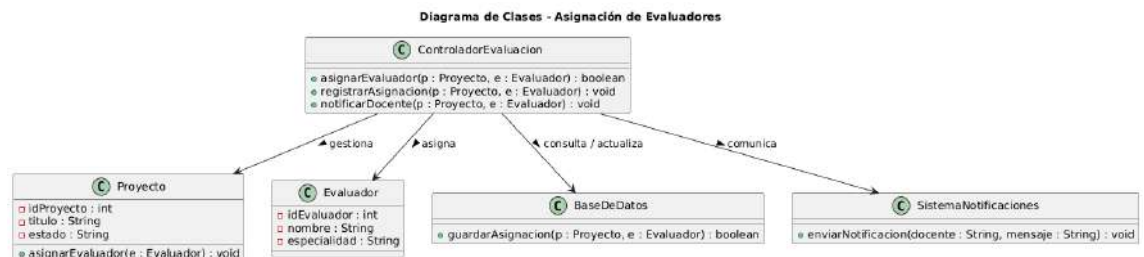 Diagrama de Clases - Asignación de Evaluadores
C ControladorEvaluacion
asignarEvaluador(p : Proyecto, e : Evaluador) : boolean
registrarAsignacion(p : Proyecto, e : Evaluador) : void
notificarDocente(p : Proyecto, e : Evaluador) : void
gestiona
asigna
consulta / actualiza
comunica
C Proyecto
idProyecto : int
titulo : String
estado : String
asignarEvaluador(e : Evaluador) : void
C Evaluador
idEvaluador : int
nombre : String
especialidad : String
C BaseDeDatos
guardarAsignacion(p : Proyecto, e : Evaluador) : boolean
C SistemaNotificaciones
enviarNotificacion(docente : String, mensaje : String) : void